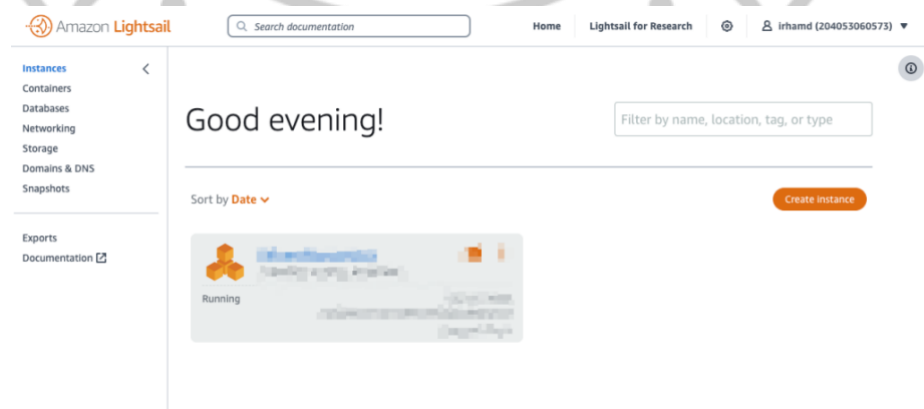 Amazon Lightsail
Search documentation
Home
Lightsail for Research
irhamd (204053060573)
Instances
Containers
Databases
Networking
Storage
Domains & DNS
Snapshots
Exports
Documentation
Good evening!
Filter by name, location, tag, or type
Sort by Date
Create instance
Running